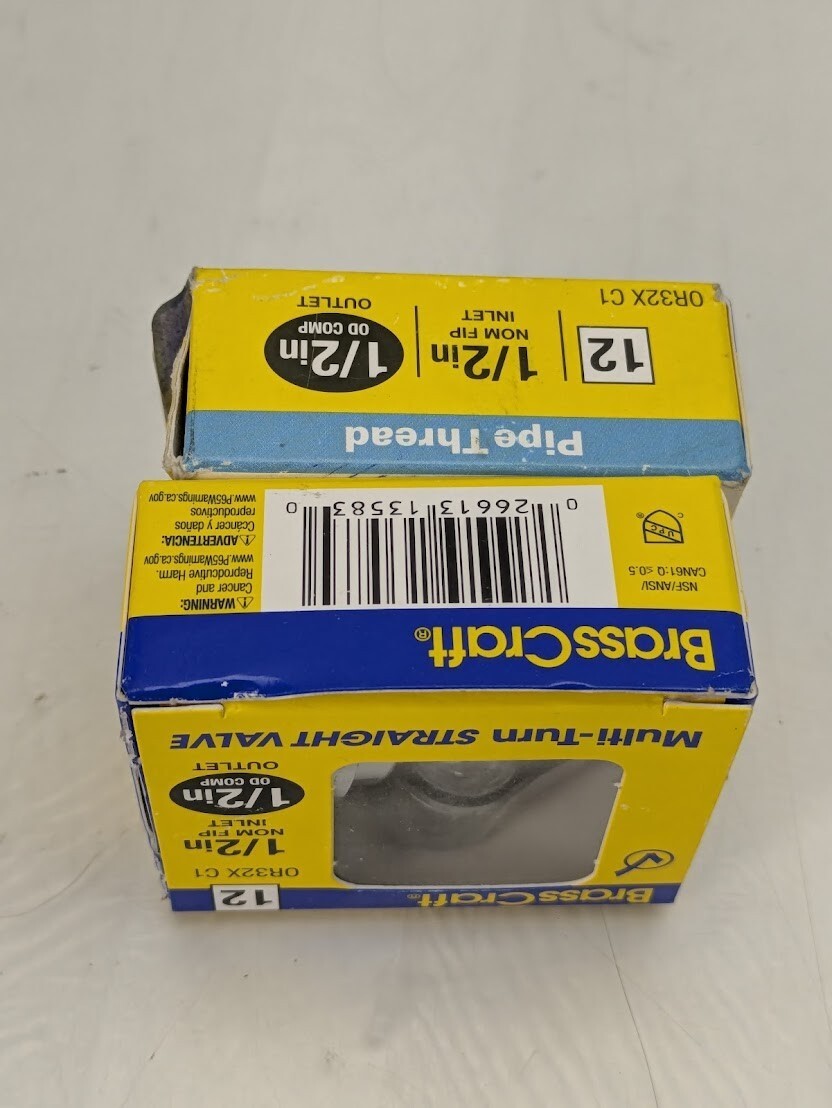 BrassCraft®
12
OR32X C1
1/2in
NOM FIP
INLET
1/2in
OD COMP
OUTLET
Multi-Turn STRAIGHT VALVE
BrassCraft®
NSF/ANSI/
CAN61:Q ≤0.5
UPC
C
®
0 26613 13583 0
⚠WARNING:
Cancer and
Reprodcutive Harm.
www.P65Warnings.ca.gov
⚠ADVERTENCIA:
Ccáncer y daños
reproductivos
www.P65Warnings.ca.gov
Pipe Thread
12
1/2in
NOM FIP
INLET
1/2in
OD COMP
OUTLET
OR32X C1